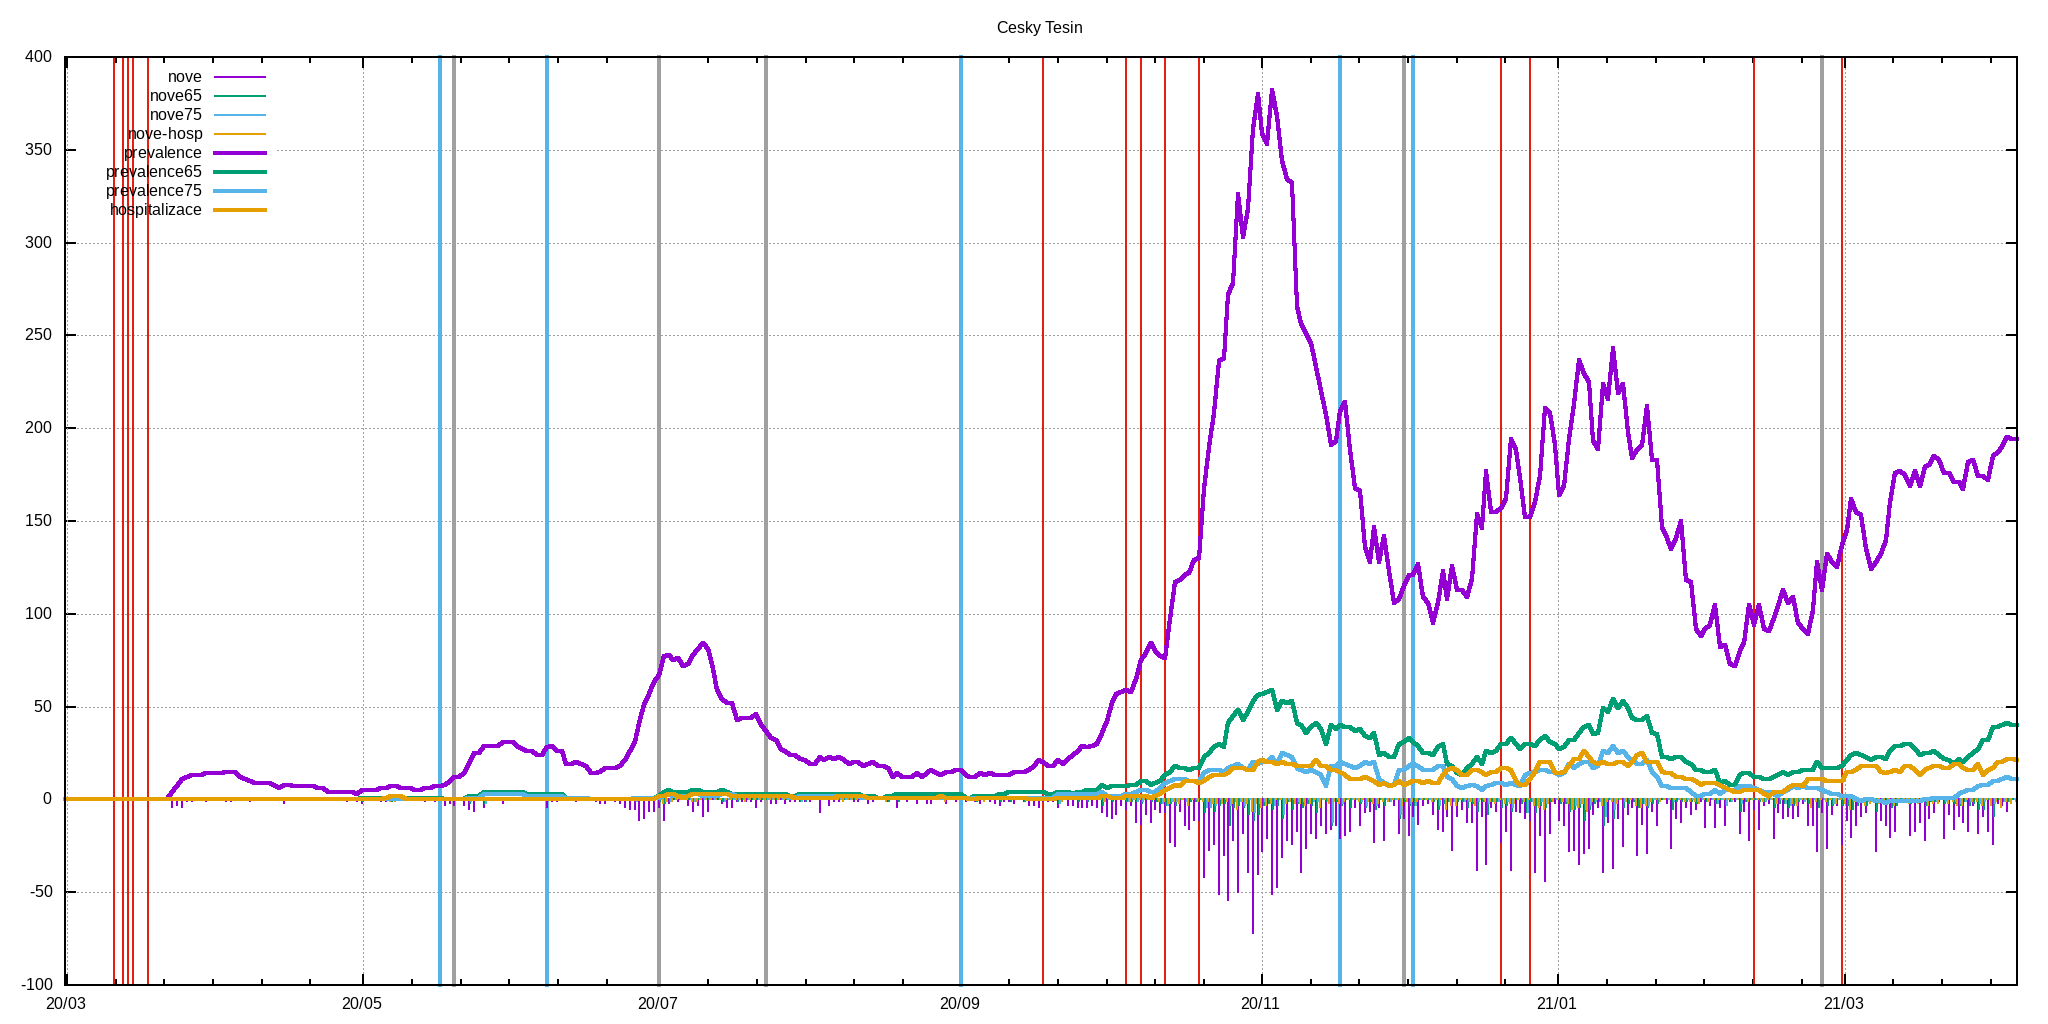 Cesky Tesin
400
350
300
250
200
150
100
50
0
-50
-100
nove
nove65
nove75
nove-hosp
prevalence
prevalence65
prevalence75
hospitalizace
20/03 20/05 20/07 20/09 20/11 21/01 21/03